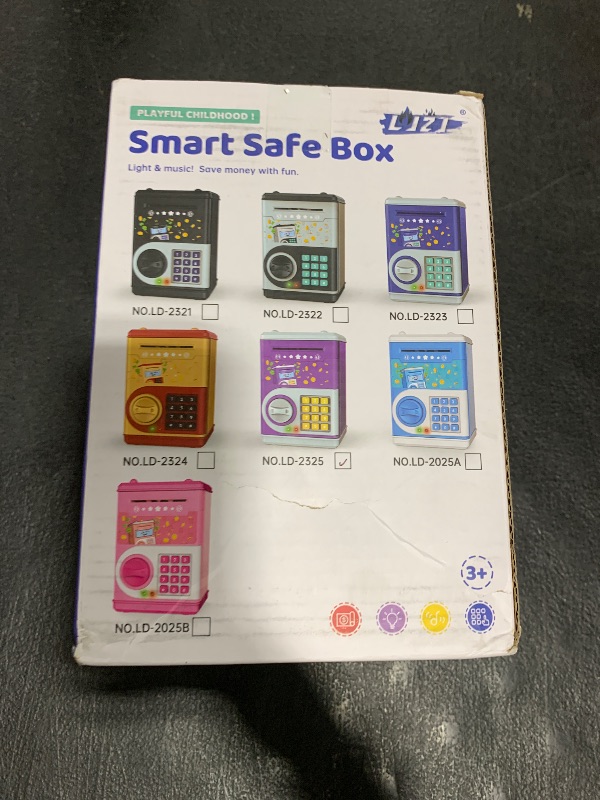 PLAYFUL CHILDHOOD !
LIZI ®
Smart Safe Box
Light & music! Save money with fun.
NO.LD-2321
NO.LD-2322
NO.LD-2323
NO.LD-2324
NO.LD-2325 ✓
NO.LD-2025A
NO.LD-2025B
3+